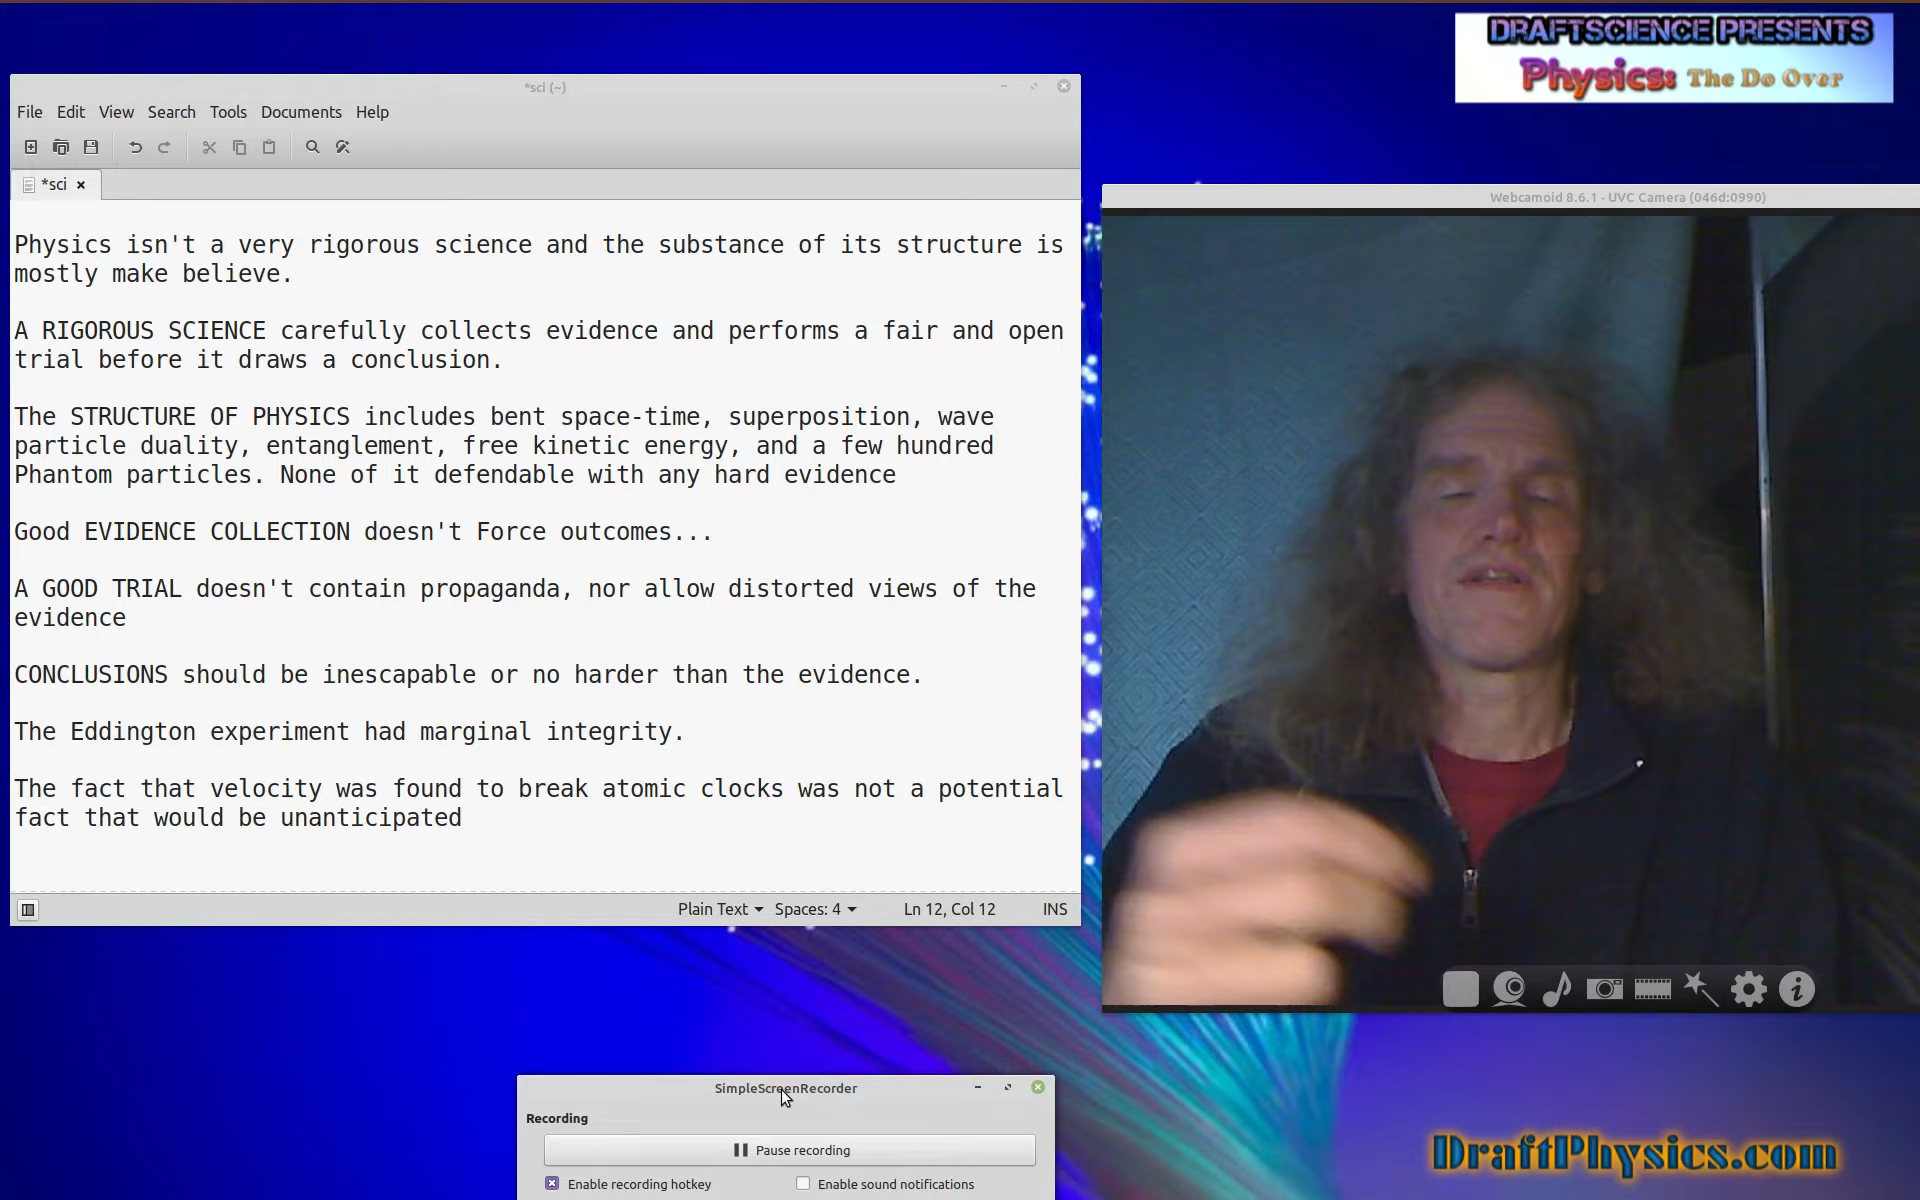 DRAFTSCIENCE PRESENTS
Physics: The Do Over
*sci (~)
File Edit View Search Tools Documents Help
*sci
Physics isn't a very rigorous science and the substance of its structure is
mostly make believe.
A RIGOROUS SCIENCE carefully collects evidence and performs a fair and open
trial before it draws a conclusion.
The STRUCTURE OF PHYSICS includes bent space-time, superposition, wave
particle duality, entanglement, free kinetic energy, and a few hundred
Phantom particles. None of it defendable with any hard evidence
Good EVIDENCE COLLECTION doesn't Force outcomes...
A GOOD TRIAL doesn't contain propaganda, nor allow distorted views of the
evidence
CONCLUSIONS should be inescapable or no harder than the evidence.
The Eddington experiment had marginal integrity.
The fact that velocity was found to break atomic clocks was not a potential
fact that would be unanticipated
Plain Text Spaces: 4 Ln 12, Col 12 INS
Webcamoid 8.6.1 - UVC Camera (046d:0990)
SimpleScreenRecorder
Recording
Pause recording
Enable recording hotkey Enable sound notifications
DraftPhysics.com